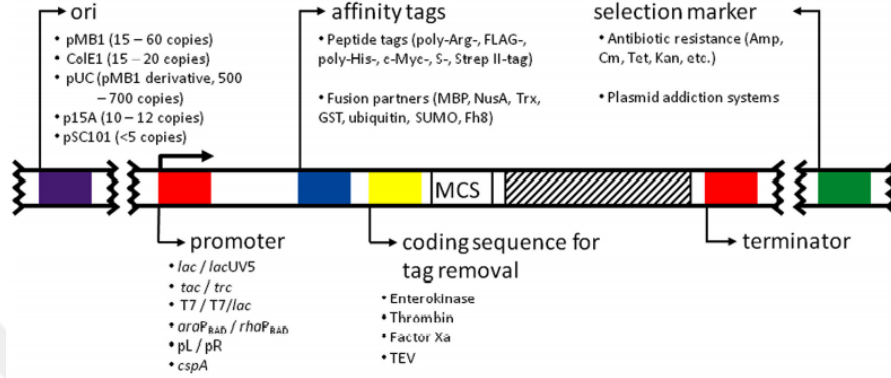 ori
• pMB1 (15 – 60 copies)
• ColE1 (15 – 20 copies)
• pUC (pMB1 derivative, 500
– 700 copies)
• p15A (10 – 12 copies)
• pSC101 (<5 copies)
affinity tags
• Peptide tags (poly-Arg-, FLAG-,
poly-His-, c-Myc-, S-, Strep II-tag)
• Fusion partners (MBP, NusA, Trx,
GST, ubiquitin, SUMO, Fh8)
selection marker
• Antibiotic resistance (Amp,
Cm, Tet, Kan, etc.)
• Plasmid addiction systems
MCS
promoter
• lac / lacUV5
• tac / trc
• T7 / T7/lac
• araPBAD / rhaPBAD
• pL / pR
• cspA
coding sequence for
tag removal
• Enterokinase
• Thrombin
• Factor Xa
• TEV
terminator